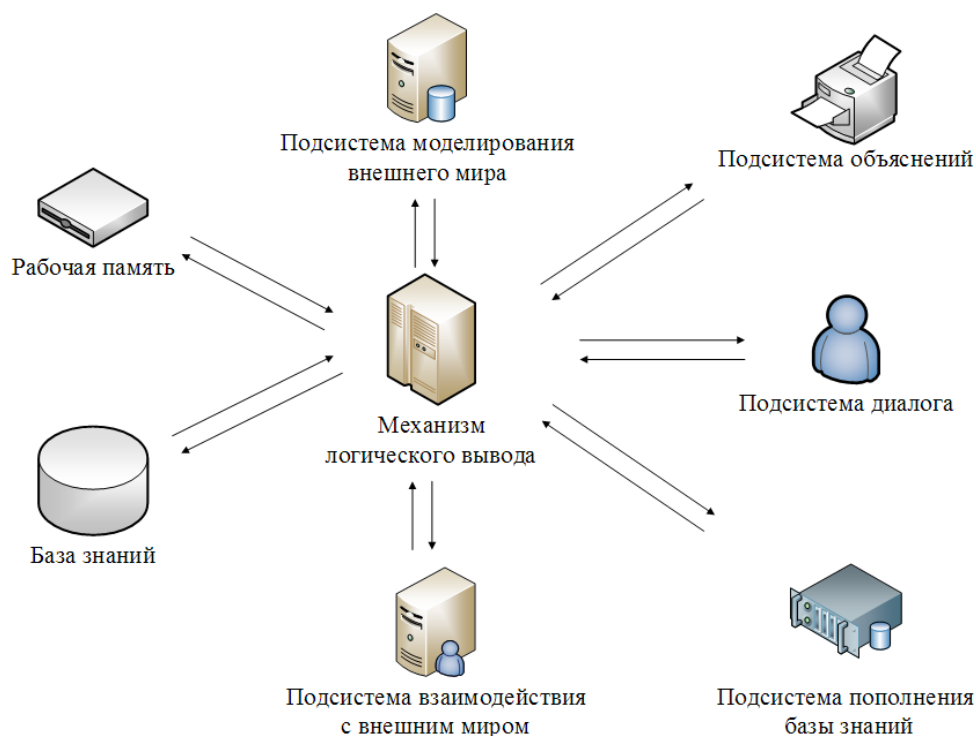 Подсистема моделирования
внешнего мира
Подсистема объяснений
Рабочая память
Механизм
логического вывода
Подсистема диалога
База знаний
Подсистема взаимодействия
с внешним миром
Подсистема пополнения
базы знаний